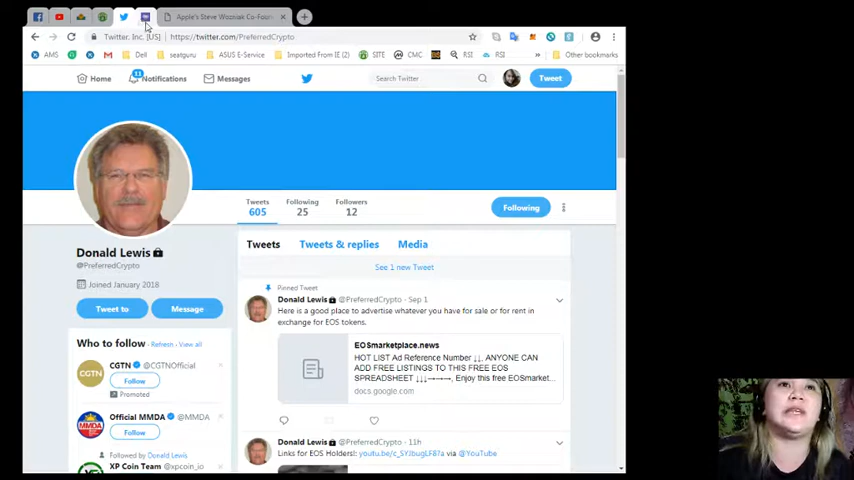 Apple's Steve Wozniak Co-Foun
Twitter, Inc. [US] https://twitter.com/PreferredCrypto
AMS Dell seatguru ASUS E-Service Imported From IE (2) SITE CMC RSI RSI » Other bookmarks
Home 13 Notifications Messages Search Twitter Tweet
Tweets Following Followers
605 25 12
Following
Donald Lewis
@PreferredCrypto
Joined January 2018
Tweet to Message
Who to follow · Refresh · View all
CGTN @CGTNOfficial
Follow
Promoted
Official MMDA @MMDA
Follow
Followed by Donald Lewis
XP Coin Team @xpcoin_io
Tweets Tweets & replies Media
See 1 new Tweet
Pinned Tweet
Donald Lewis @PreferredCrypto · Sep 1
Here is a good place to advertise whatever you have for sale or for rent in
exchange for EOS tokens.
EOSmarketplace.news
HOT LIST Ad Reference Number ↓↓, ANYONE CAN
ADD FREE LISTINGS TO THIS FREE EOS
SPREADSHEET ↓↓↓→→→, Enjoy this free EOSmarket...
docs.google.com
Donald Lewis @PreferredCrypto · 11h
Links for EOS Holders! via @YouTube